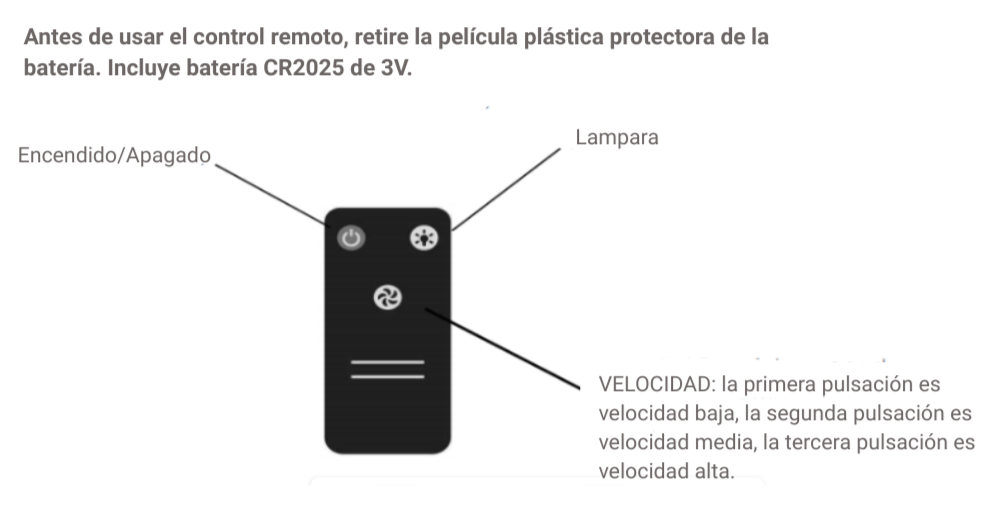 Antes de usar el control remoto, retire la película plástica protectora de la
batería. Incluye batería CR2025 de 3V.
Lampara
Encendido/Apagado
VELOCIDAD: la primera pulsación es
velocidad baja, la segunda pulsación es
velocidad media, la tercera pulsación es
velocidad alta.